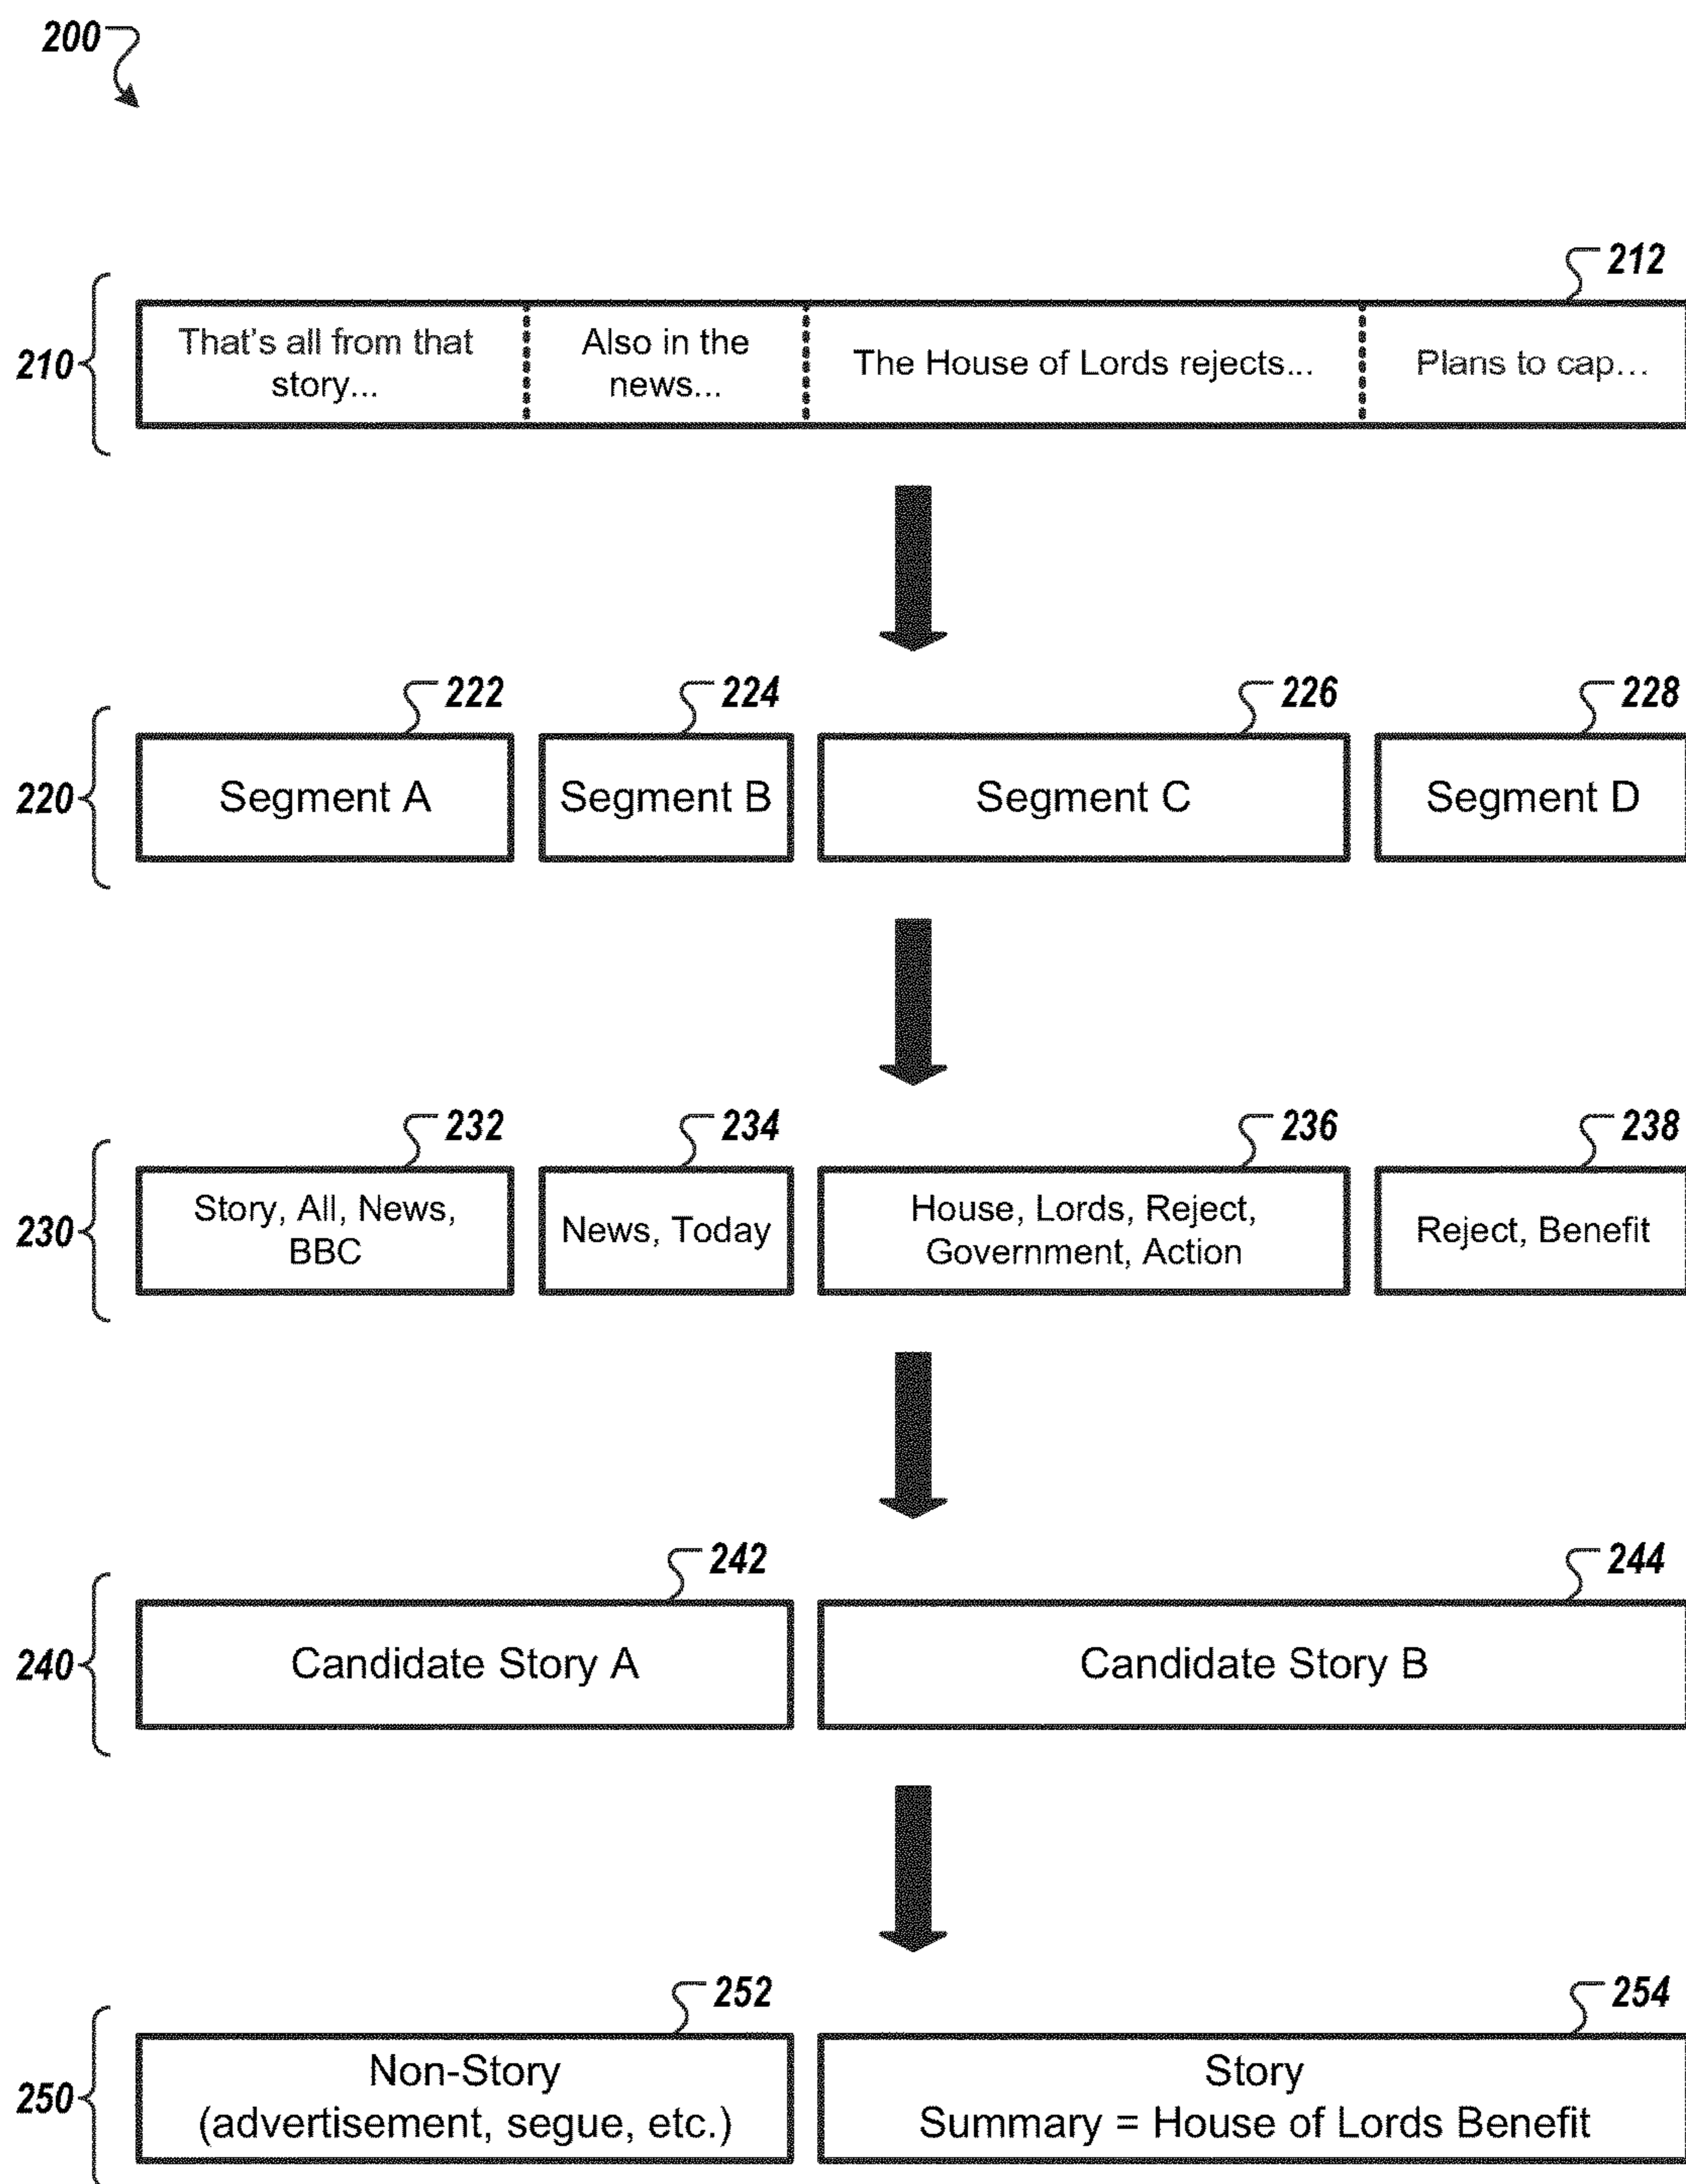 200
212
210
That's all from that
story...
Also in the
news...
The House of Lords rejects...
Plans to cap...
222
224
226
228
220
Segment A
Segment B
Segment C
Segment D
232
234
236
238
230
Story, All, News,
BBC
News, Today
House, Lords, Reject,
Government, Action
Reject, Benefit
242
244
240
Candidate Story A
Candidate Story B
252
254
250
Non-Story
(advertisement, segue, etc.)
Story
Summary = House of Lords Benefit